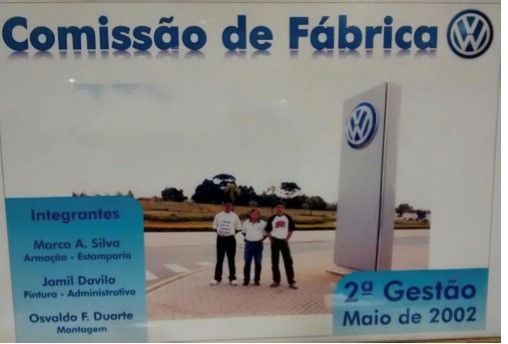 Comissão de Fábrica
Integrantes
Marco A. Silva
Armação - Estamparia
Jamil Davila
Pintura - Administrativo
Osvaldo F. Duarte
Montagem
2ª Gestão
Maio de 2002